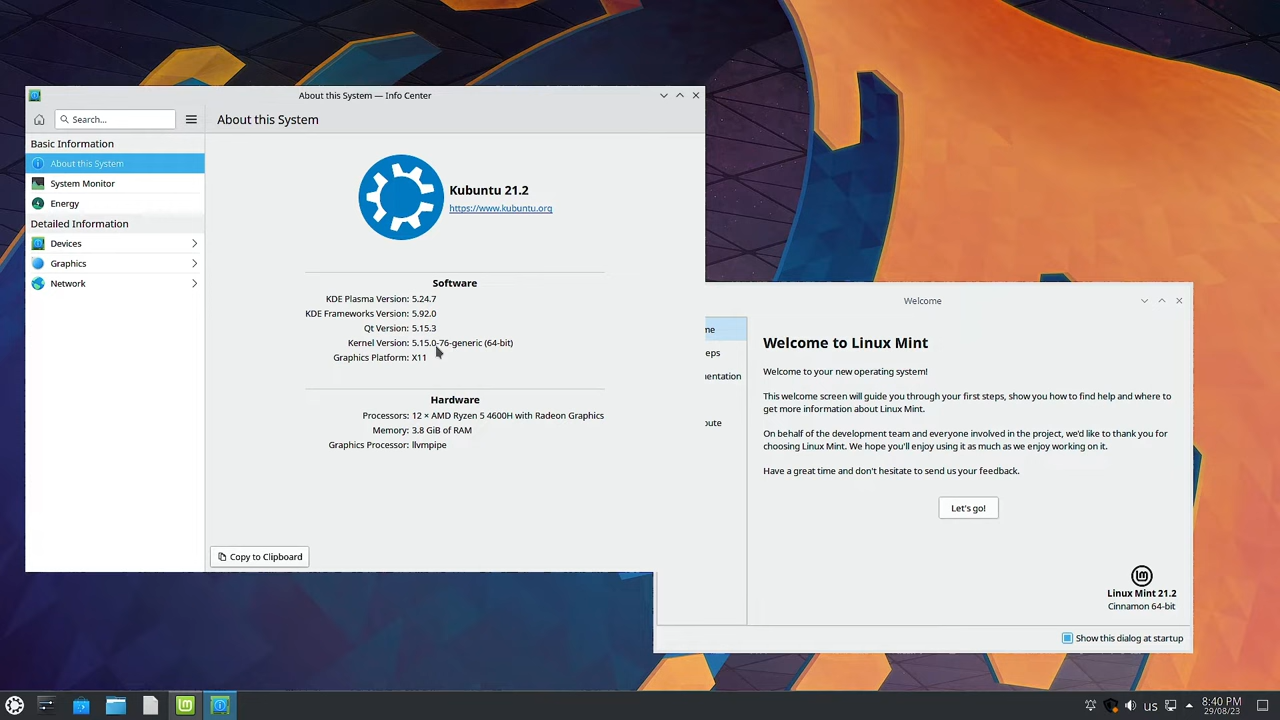 About this System — Info Center
Search...
About this System
Basic Information
About this System
System Monitor
Energy
Detailed Information
Devices
Graphics
Network
Kubuntu 21.2
https://www.kubuntu.org
Software
KDE Plasma Version: 5.24.7
KDE Frameworks Version: 5.92.0
Qt Version: 5.15.3
Kernel Version: 5.15.0-76-generic (64-bit)
Graphics Platform: X11
Hardware
Processors: 12 × AMD Ryzen 5 4600H with Radeon Graphics
Memory: 3.8 GiB of RAM
Graphics Processor: llvmpipe
Copy to Clipboard
Welcome
me
eps
entation
oute
Welcome to Linux Mint
Welcome to your new operating system!
This welcome screen will guide you through your first steps, show you how to find help and where to
get more information about Linux Mint.
On behalf of the development team and everyone involved in the project, we'd like to thank you for
choosing Linux Mint. We hope you'll enjoy using it as much as we enjoy working on it.
Have a great time and don't hesitate to send us your feedback.
Let's go!
Linux Mint 21.2
Cinnamon 64-bit
Show this dialog at startup
us
8:40 PM
29/08/23